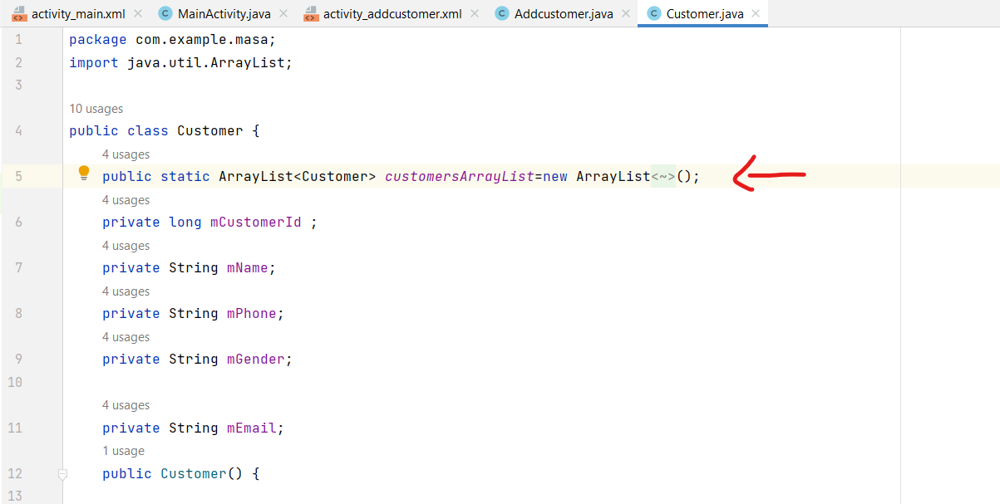 activity_main.xml MainActivity.java activity_addcustomer.xml Addcustomer.java Customer.java
1 package com.example.masa;
2 import java.util.ArrayList;
3
10 usages
4 public class Customer {
4 usages
5 public static ArrayList<Customer> customersArrayList=new ArrayList<~>();
4 usages
6 private long mCustomerId ;
4 usages
7 private String mName;
4 usages
8 private String mPhone;
4 usages
9 private String mGender;
10
4 usages
11 private String mEmail;
1 usage
12 public Customer() {
13